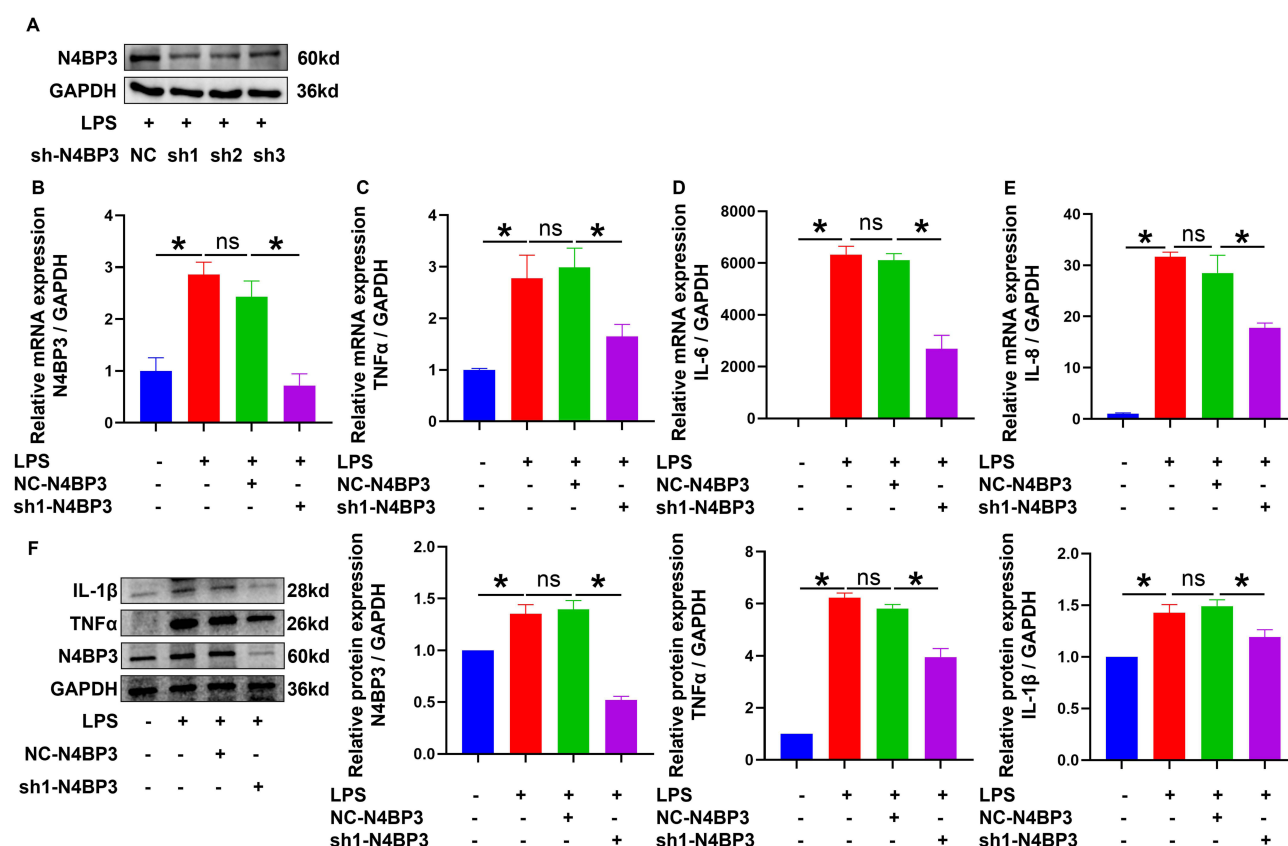 A
N4BP3 60kd
GAPDH 36kd
LPS + + + +
sh-N4BP3 NC sh1 sh2 sh3
B
Relative mRNA expression
N4BP3 / GAPDH
4
3
2
1
0
* ns *
LPS - + + +
NC-N4BP3 - - + -
sh1-N4BP3 - - - +
C
Relative mRNA expression
TNFα / GAPDH
4
3
2
1
0
* ns *
LPS - + + +
NC-N4BP3 - - + -
sh1-N4BP3 - - - +
D
Relative mRNA expression
IL-6 / GAPDH
8000
6000
4000
2000
0
* ns *
LPS - + + +
NC-N4BP3 - - + -
sh1-N4BP3 - - - +
E
Relative mRNA expression
IL-8 / GAPDH
40
30
20
10
0
* ns *
LPS - + + +
NC-N4BP3 - - + -
sh1-N4BP3 - - - +
F
IL-1β 28kd
TNFα 26kd
N4BP3 60kd
GAPDH 36kd
LPS - + + +
NC-N4BP3 - - + -
sh1-N4BP3 - - - +
Relative protein expression
N4BP3 / GAPDH
2.0
1.5
1.0
0.5
0.0
* ns *
LPS - + + +
NC-N4BP3 - - + -
sh1-N4BP3 - - - +
Relative protein expression
TNFα / GAPDH
8
6
4
2
0
* ns *
LPS - + + +
NC-N4BP3 - - + -
sh1-N4BP3 - - - +
Relative protein expression
IL-1β / GAPDH
2.0
1.5
1.0
0.5
0.0
* ns *
LPS - + + +
NC-N4BP3 - - + -
sh1-N4BP3 - - - +